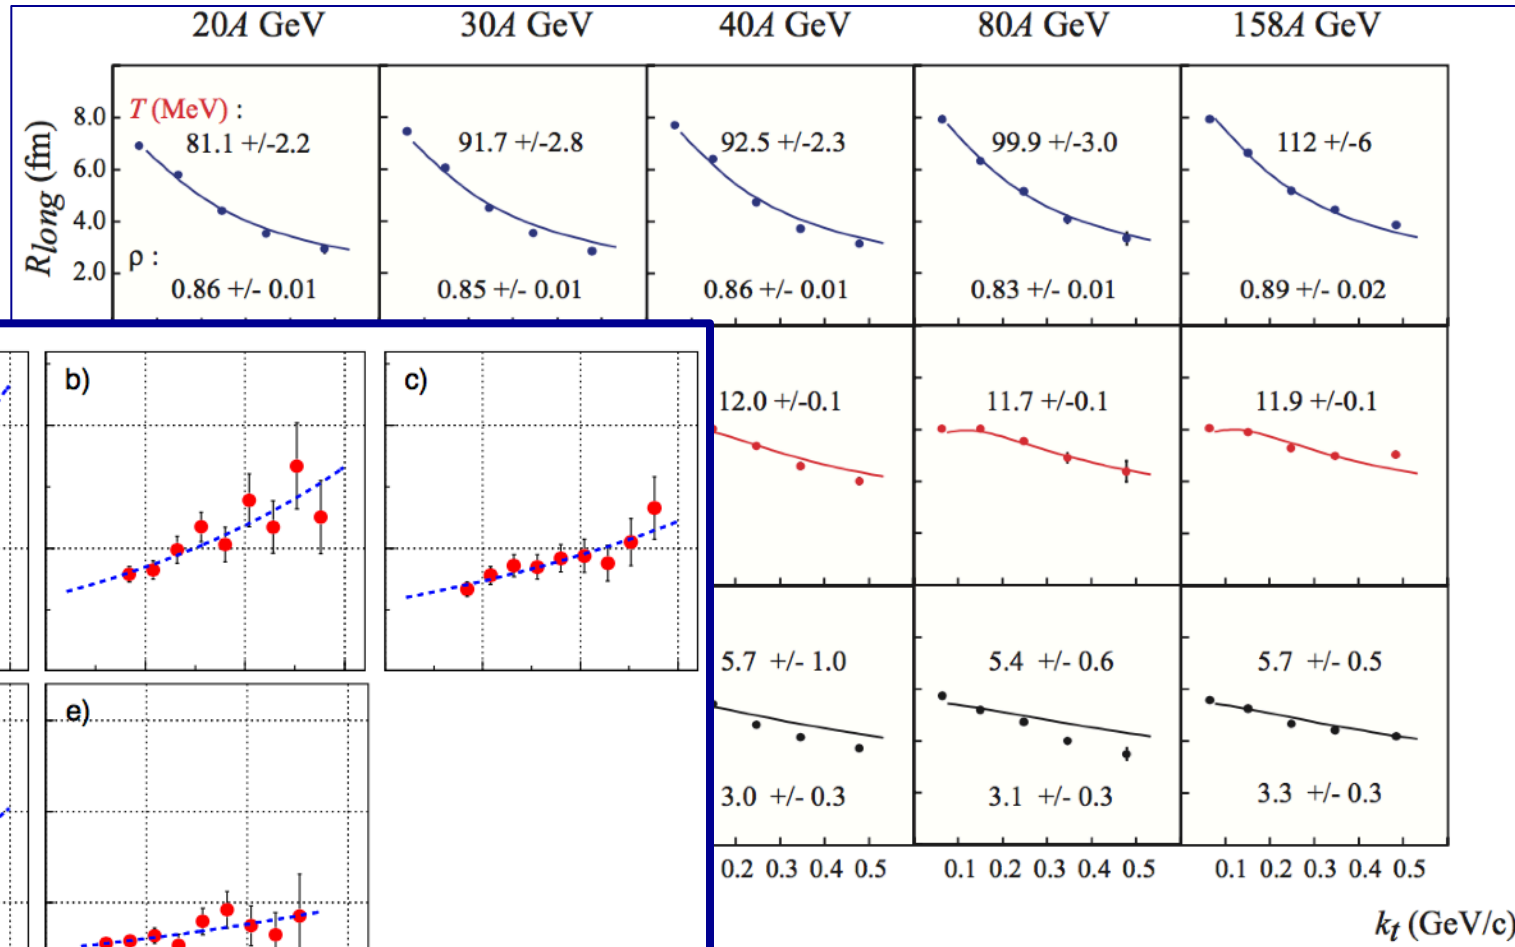 20A GeV 30A GeV 40A GeV 80A GeV 158A GeV
T (MeV) :
8.0
81.1 +/-2.2 91.7 +/-2.8 92.5 +/-2.3 99.9 +/-3.0 112 +/-6
6.0
Rlong (fm)
4.0
ρ :
2.0
0.86 +/- 0.01 0.85 +/- 0.01 0.86 +/- 0.01 0.83 +/- 0.01 0.89 +/- 0.02
b) c)
12.0 +/-0.1 11.7 +/-0.1 11.9 +/-0.1
5.7 +/- 1.0 5.4 +/- 0.6 5.7 +/- 0.5
e)
3.0 +/- 0.3 3.1 +/- 0.3 3.3 +/- 0.3
0.2 0.3 0.4 0.5 0.1 0.2 0.3 0.4 0.5 0.1 0.2 0.3 0.4 0.5
kt (GeV/c)